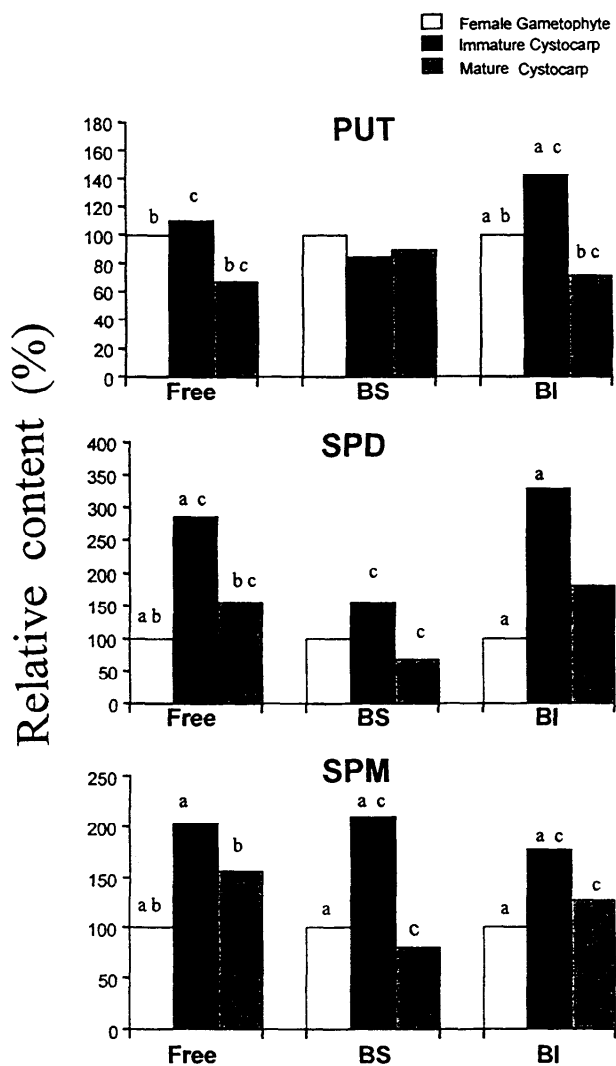 Female Gametophyte
Immature Cystocarp
Mature Cystocarp
Relative content (%)
PUT
180
160
140
120
100
80
60
40
20
0
b
c
b c
a b
a c
b c
Free
BS
BI
SPD
400
350
300
250
200
150
100
50
0
a b
a c
b c
c
c
a
a
Free
BS
BI
SPM
250
200
150
100
50
0
a b
a
b
a
a c
c
a
a c
c
Free
BS
BI